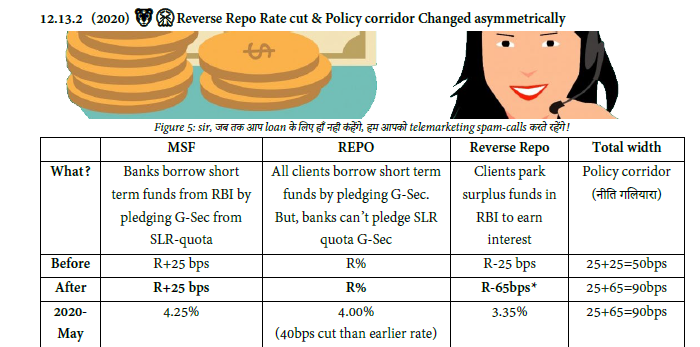 12.13.2 (2020) Reverse Repo Rate cut & Policy corridor Changed asymmetrically
$
Figure 5: sir, जब तक आप loan के लिए हाँ नही कंहेंगे, हम आपको telemarketing spam-calls करते रहेंगे!
MSF REPO Reverse Repo Total width
What? Banks borrow short All clients borrow short term Clients park Policy corridor
term funds from RBI by funds by pledging G-Sec. surplus funds in (नीति गलियारा)
pledging G-Sec from But, banks can't pledge SLR RBI to earn
SLR-quota quota G-Sec interest
Before R+25 bps R% R-25 bps 25+25=50bps
After R+25 bps R% R-65bps* 25+65=90bps
2020- 4.25% 4.00% 3.35% 25+65=90bps
May (40bps cut than earlier rate)